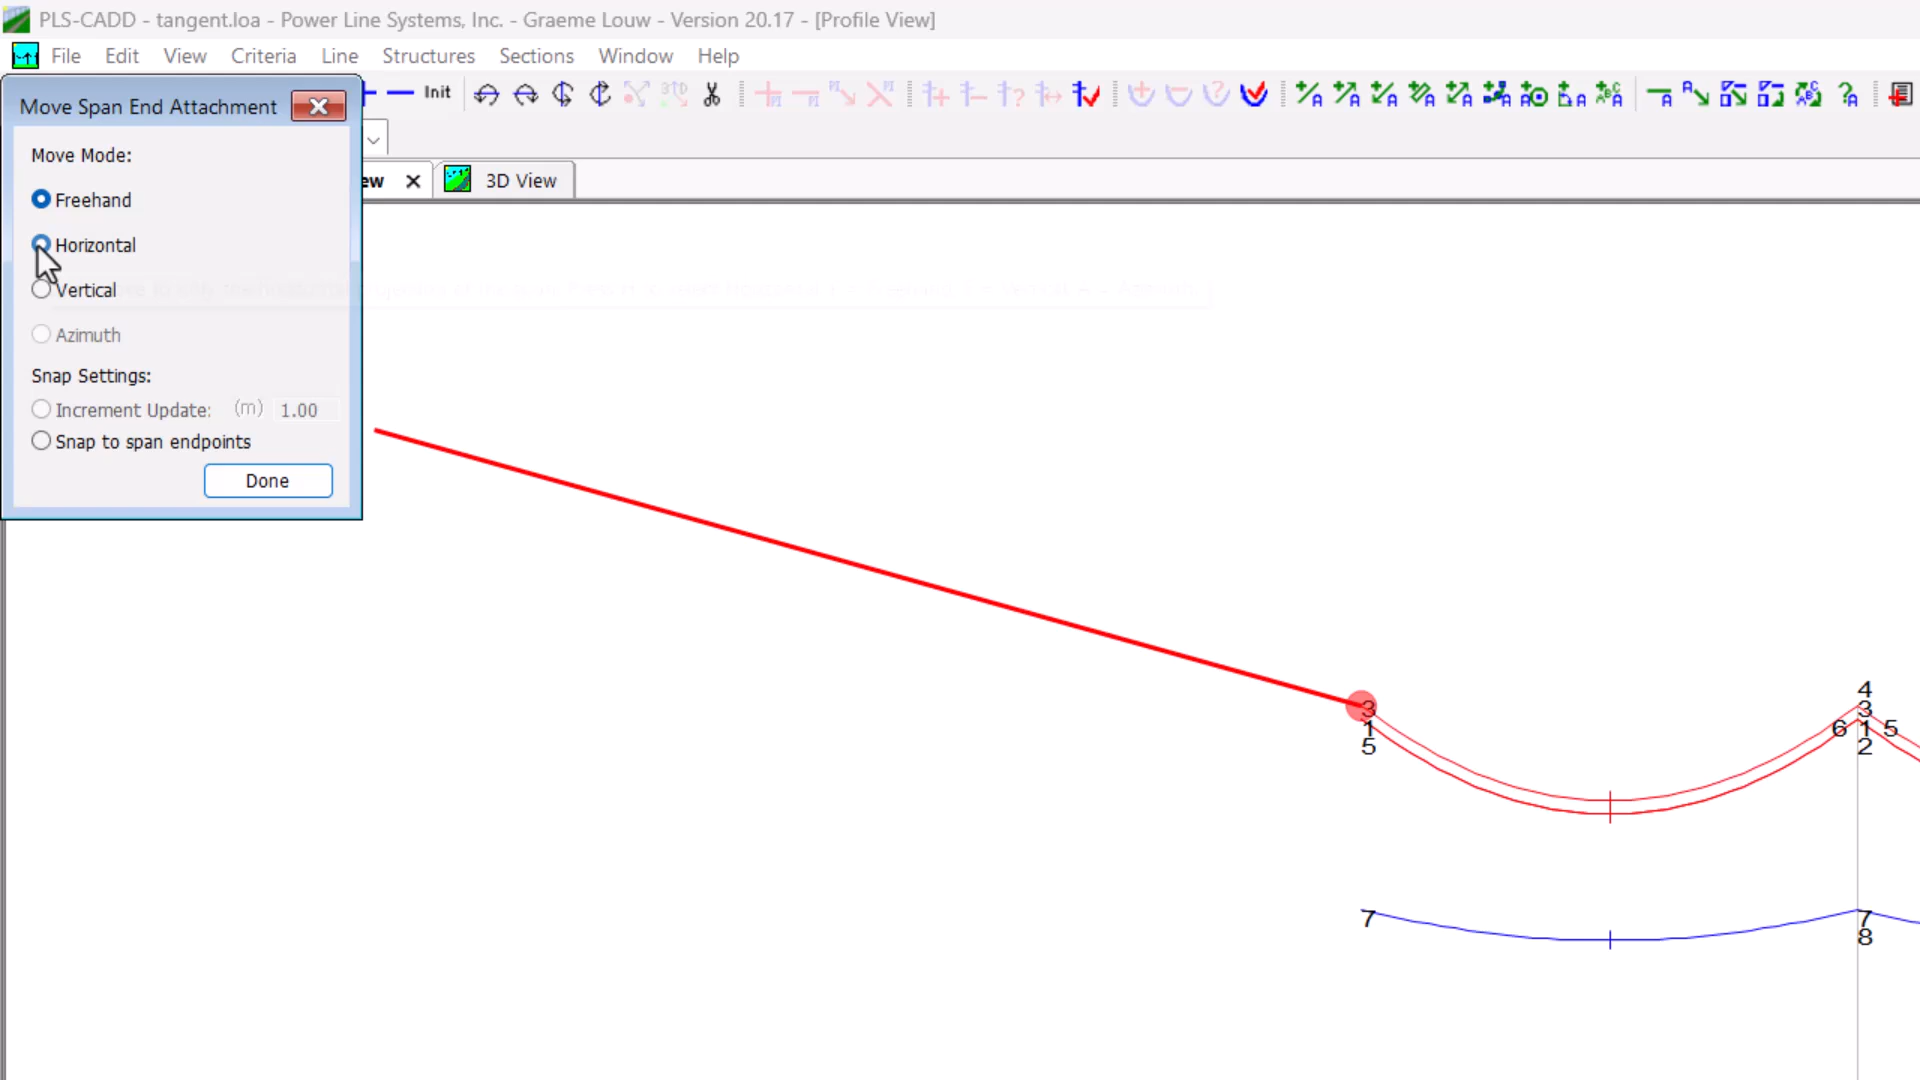 PLS-CADD - tangent.loa - Power Line Systems, Inc. - Graeme Louw - Version 20.17 - [Profile View]
File Edit View Criteria Line Structures Sections Window Help
Init
Move Span End Attachment
Move Mode:
Freehand
Horizontal
Vertical
Azimuth
Snap Settings:
Increment Update: (m) 1.00
Snap to span endpoints
Done
ew
3D View
4
3 3
1 6 1 5
5 2
7 7
8